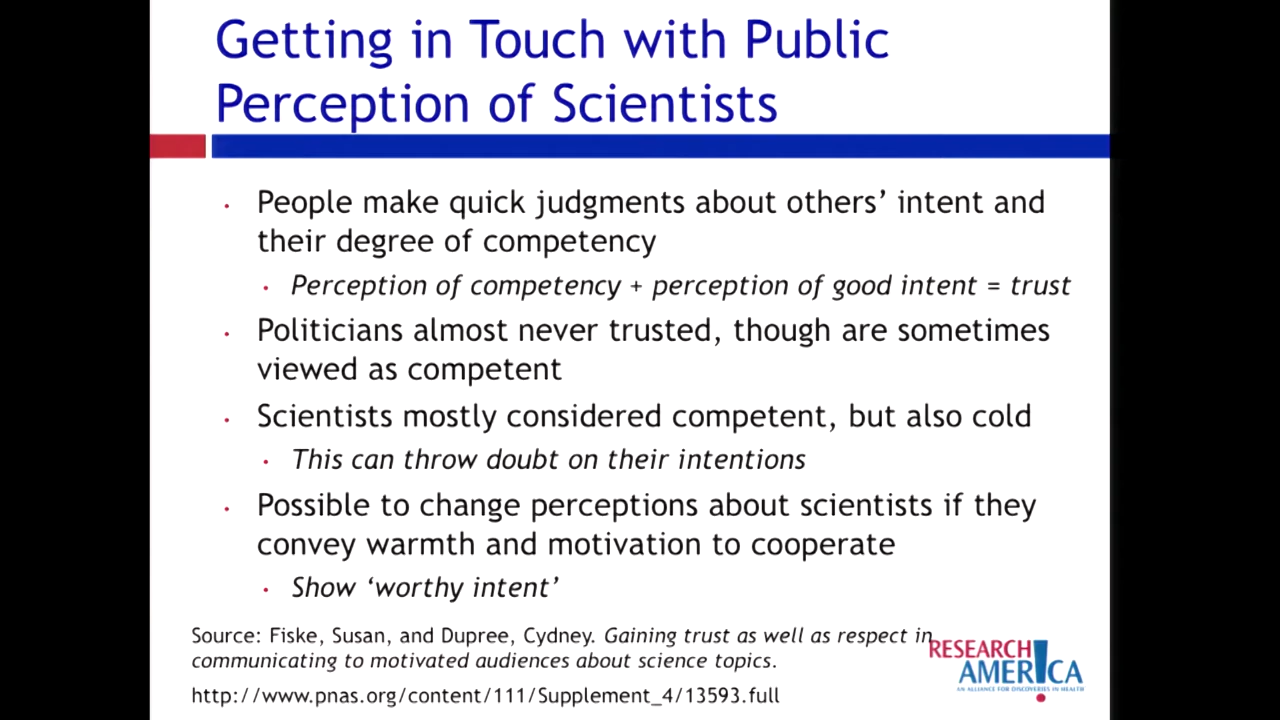 Getting in Touch with Public
Perception of Scientists
· People make quick judgments about others’ intent and
their degree of competency
· Perception of competency + perception of good intent = trust
· Politicians almost never trusted, though are sometimes
viewed as competent
· Scientists mostly considered competent, but also cold
· This can throw doubt on their intentions
· Possible to change perceptions about scientists if they
convey warmth and motivation to cooperate
· Show ‘worthy intent’
Source: Fiske, Susan, and Dupree, Cydney. Gaining trust as well as respect in
communicating to motivated audiences about science topics.
http://www.pnas.org/content/111/Supplement_4/13593.full
RESEARCH
AMERICA
AN ALLIANCE FOR DISCOVERIES IN HEALTH